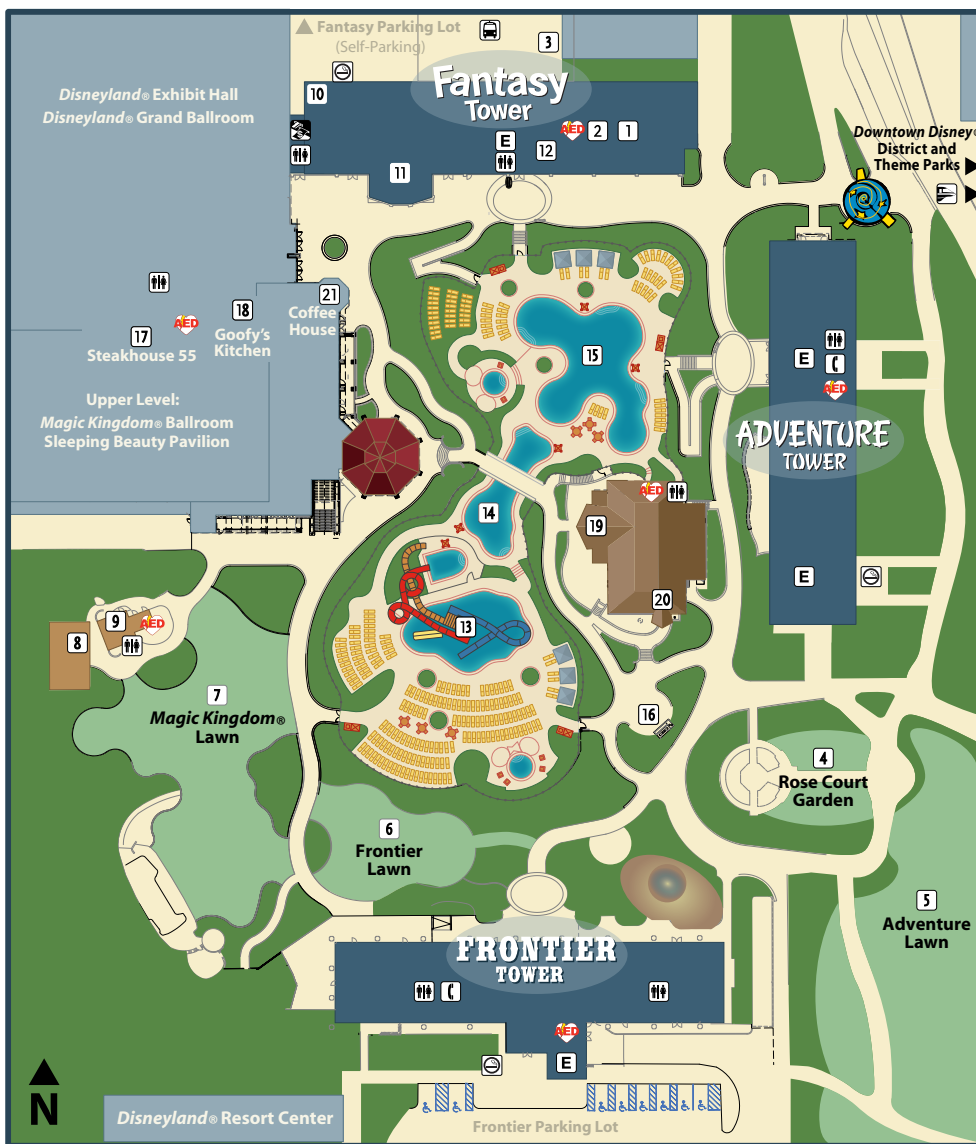 Fantasy Parking Lot
(Self-Parking)
3
Fantasy
Tower
10
Disneyland® Exhibit Hall
Disneyland® Grand Ballroom
AED
2
1
E
12
11
Downtown Disney®
District and
Theme Parks
21
Coffee
House
18
Goofy's
Kitchen
AED
17
Steakhouse 55
15
E
AED
Upper Level:
Magic Kingdom® Ballroom
Sleeping Beauty Pavilion
ADVENTURE
TOWER
AED
14
19
E
20
13
9
AED
8
7
Magic Kingdom®
Lawn
16
4
Rose Court
Garden
6
Frontier
Lawn
5
Adventure
Lawn
FRONTIER
TOWER
AED
E
N
Disneyland® Resort Center
Frontier Parking Lot